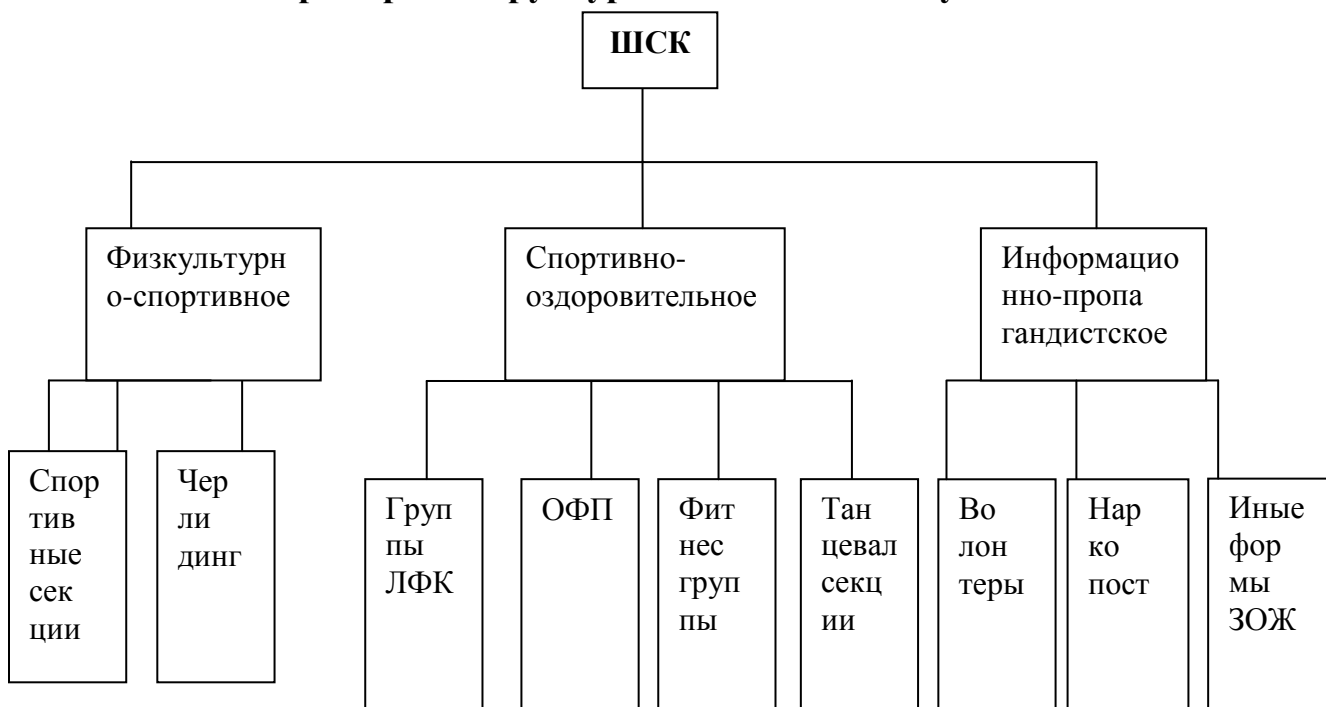 ШСК
Физкультурн
о-спортивное
Спортивно-
оздоровительное
Информацио
нно-пропа
гандистское
Спор
тив
ные
сек
ции
Чер
ли
динг
Груп
пы
ЛФК
ОФП
Фит
нес
груп
пы
Тан
цевал
секц
ии
Во
лон
теры
Нар
ко
пост
Иные
фор
мы
ЗОЖ